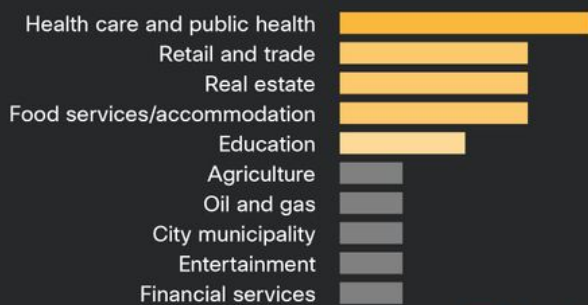 Health care and public health
Retail and trade
Real estate
Food services/accommodation
Education
Agriculture
Oil and gas
City municipality
Entertainment
Financial services